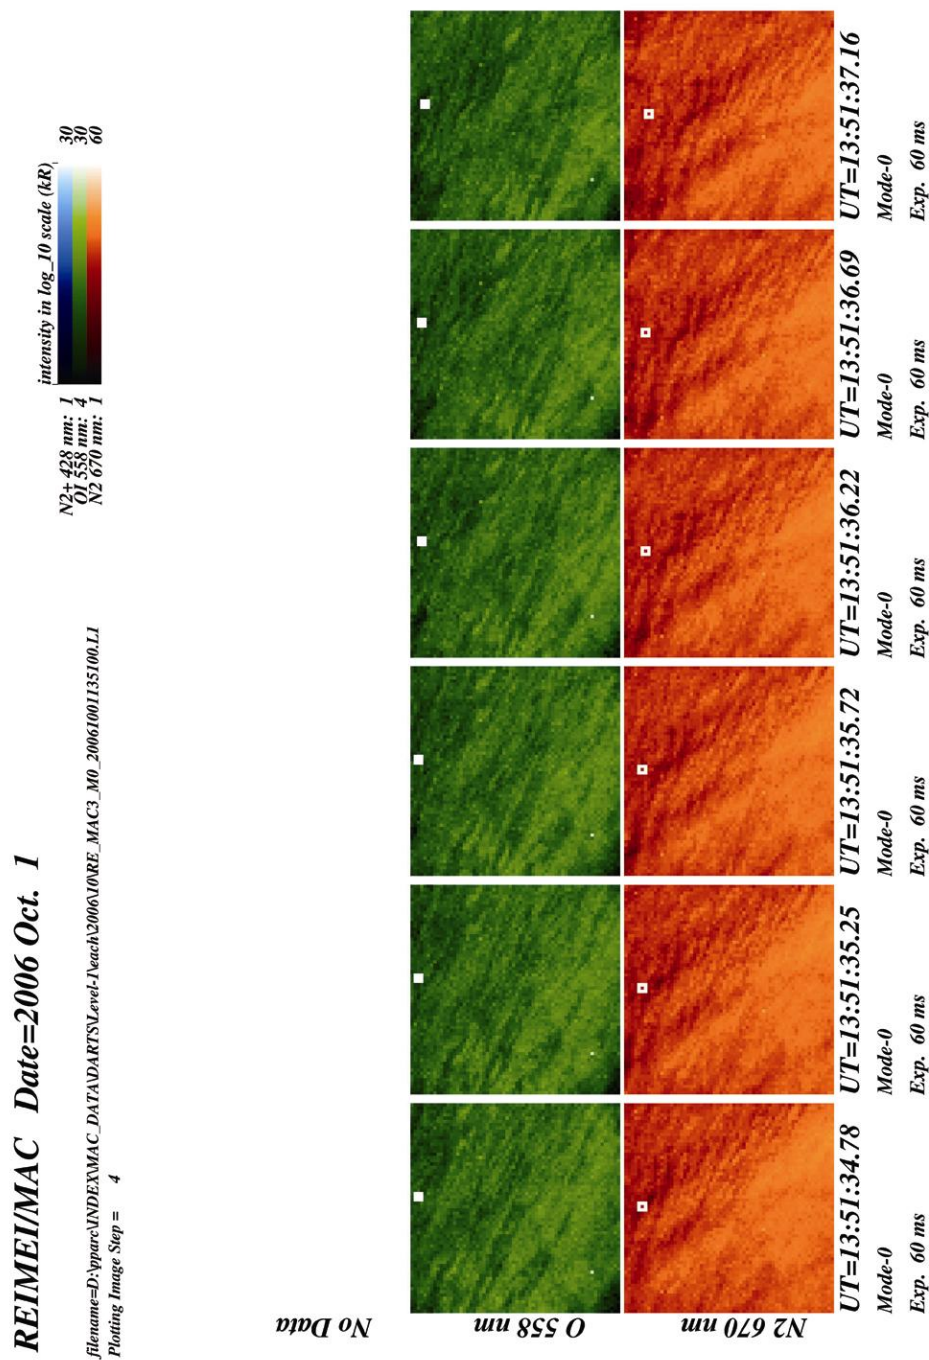 REIMEI/MAC Date=2006 Oct. 1
filename=D:\pparc\INDEX\MAC_DATA\DARTS\Level-1\each\2006\10\RE_MAC3_M0_20061001135100.L1
Plotting Image Step = 4
intensity in log_10 scale (kR)
N2+ 428 nm: 1 30
OI 558 nm: 4 30
N2 670 nm: 1 60
No Data
O 558 nm
N2 670 nm
UT=13:51:34.78 UT=13:51:35.25 UT=13:51:35.72 UT=13:51:36.22 UT=13:51:36.69 UT=13:51:37.16
Mode-0 Mode-0 Mode-0 Mode-0 Mode-0 Mode-0
Exp. 60 ms Exp. 60 ms Exp. 60 ms Exp. 60 ms Exp. 60 ms Exp. 60 ms